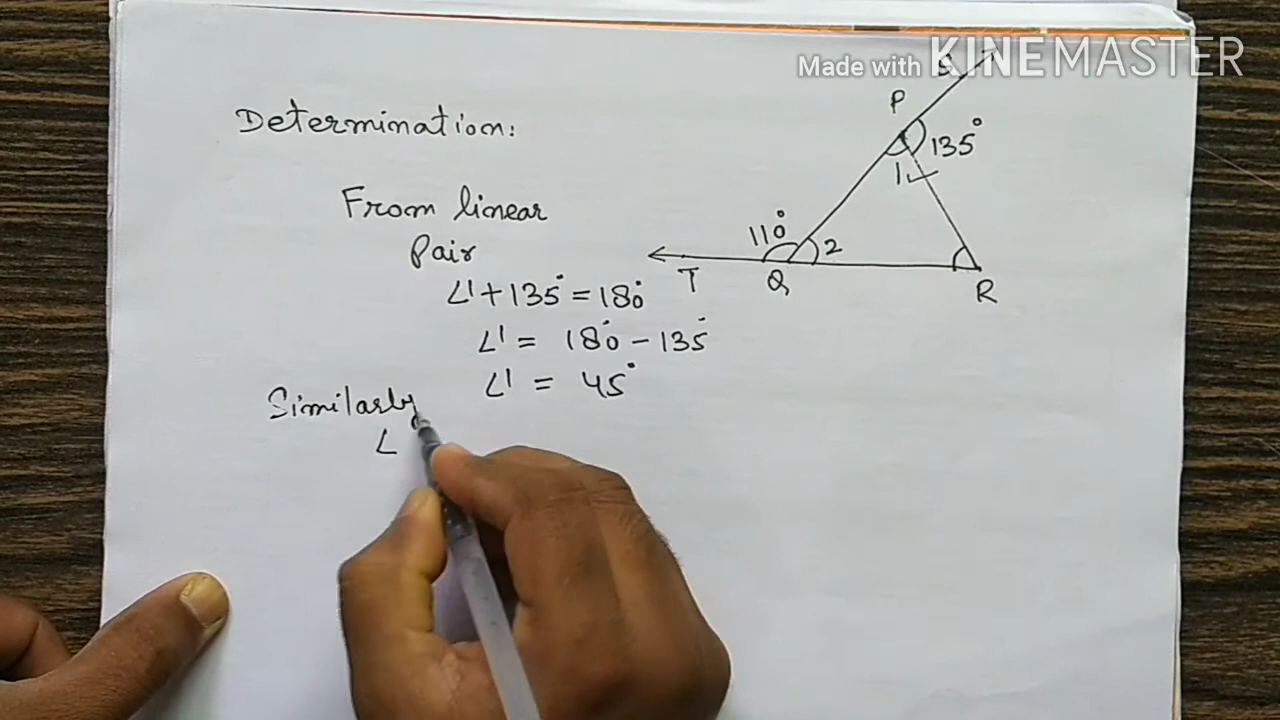 Made with KINEMASTER
Determination:
S
P
135°
1
From linear
Pair
110°
2
T
Q
R
∠1+135°=180°
∠1 = 180° - 135°
∠1 = 45°
Similarly
∠